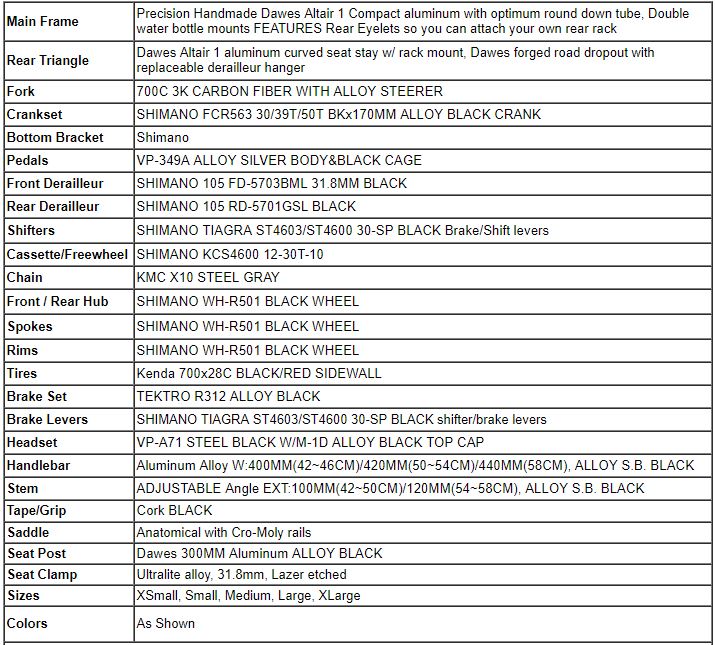 Main Frame
Precision Handmade Dawes Altair 1 Compact aluminum with optimum round down tube, Double
water bottle mounts FEATURES Rear Eyelets so you can attach your own rear rack
Rear Triangle
Dawes Altair 1 aluminum curved seat stay w/ rack mount, Dawes forged road dropout with
replaceable derailleur hanger
Fork 700C 3K CARBON FIBER WITH ALLOY STEERER
Crankset SHIMANO FCR563 30/39T/50T BKx170MM ALLOY BLACK CRANK
Bottom Bracket Shimano
Pedals VP-349A ALLOY SILVER BODY&BLACK CAGE
Front Derailleur SHIMANO 105 FD-5703BML 31.8MM BLACK
Rear Derailleur SHIMANO 105 RD-5701GSL BLACK
Shifters SHIMANO TIAGRA ST4603/ST4600 30-SP BLACK Brake/Shift levers
Cassette/Freewheel SHIMANO KCS4600 12-30T-10
Chain KMC X10 STEEL GRAY
Front / Rear Hub SHIMANO WH-R501 BLACK WHEEL
Spokes SHIMANO WH-R501 BLACK WHEEL
Rims SHIMANO WH-R501 BLACK WHEEL
Tires Kenda 700x28C BLACK/RED SIDEWALL
Brake Set TEKTRO R312 ALLOY BLACK
Brake Levers SHIMANO TIAGRA ST4603/ST4600 30-SP BLACK shifter/brake levers
Headset VP-A71 STEEL BLACK W/M-1D ALLOY BLACK TOP CAP
Handlebar Aluminum Alloy W:400MM(42~46CM)/420MM(50~54CM)/440MM(58CM), ALLOY S.B. BLACK
Stem ADJUSTABLE Angle EXT:100MM(42~50CM)/120MM(54~58CM), ALLOY S.B. BLACK
Tape/Grip Cork BLACK
Saddle Anatomical with Cro-Moly rails
Seat Post Dawes 300MM Aluminum ALLOY BLACK
Seat Clamp Ultralite alloy, 31.8mm, Lazer etched
Sizes XSmall, Small, Medium, Large, XLarge
Colors As Shown